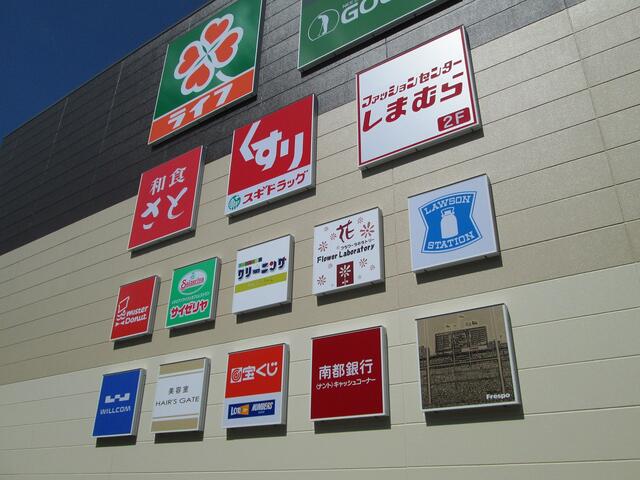 ライフ
GO
ファッションセンター
しまむら
2F
くすり
スギドラッグ
和食
さと
LAWSON
STATION
花
フラワーラボラトリー
Flower Laboratory
クリーニング
Saizeriya
サイゼリヤ
mister
Donut
WILLCOM
美容室
HAIR'S GATE
宝くじ
LOTO NUMBERS
南都銀行
(ナント)キャッシュコーナー
Frespo